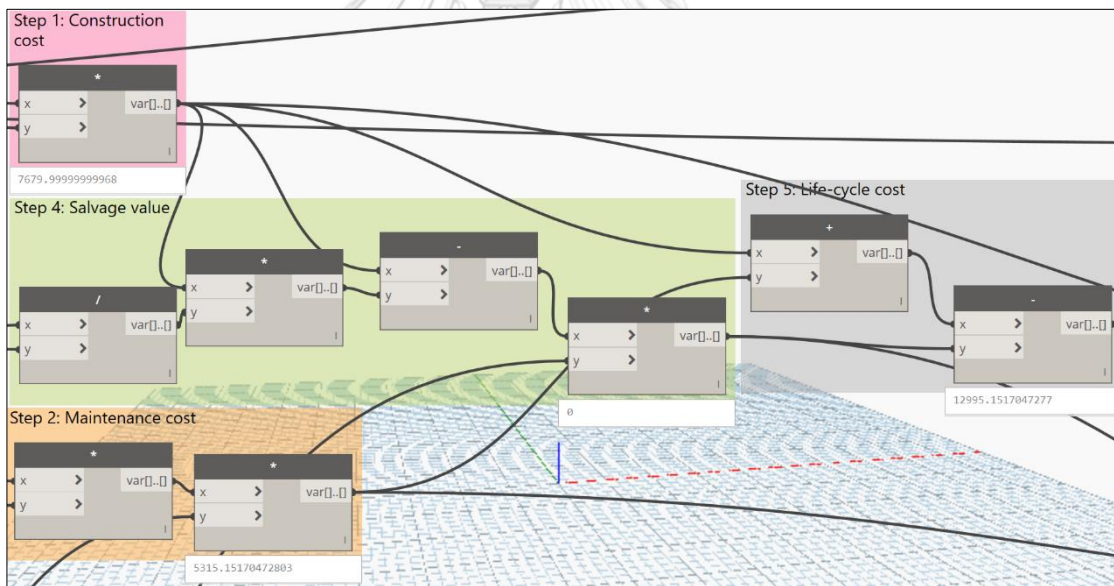 Step 1: Construction
cost
*
x > var[]..[]
y >
l
7679.99999999968
Step 4: Salvage value
/
x > var[]..[]
y >
l
*
x > var[]..[]
y >
l
-
x > var[]..[]
y >
l
*
x > var[]..[]
y >
l
0
Step 5: Life-cycle cost
+
x > var[]..[]
y >
l
-
x > var[]..[]
y >
l
12995.1517047277
Step 2: Maintenance cost
*
x > var[]..[]
y >
l
*
x > var[]..[]
y >
l
5315.15170472803